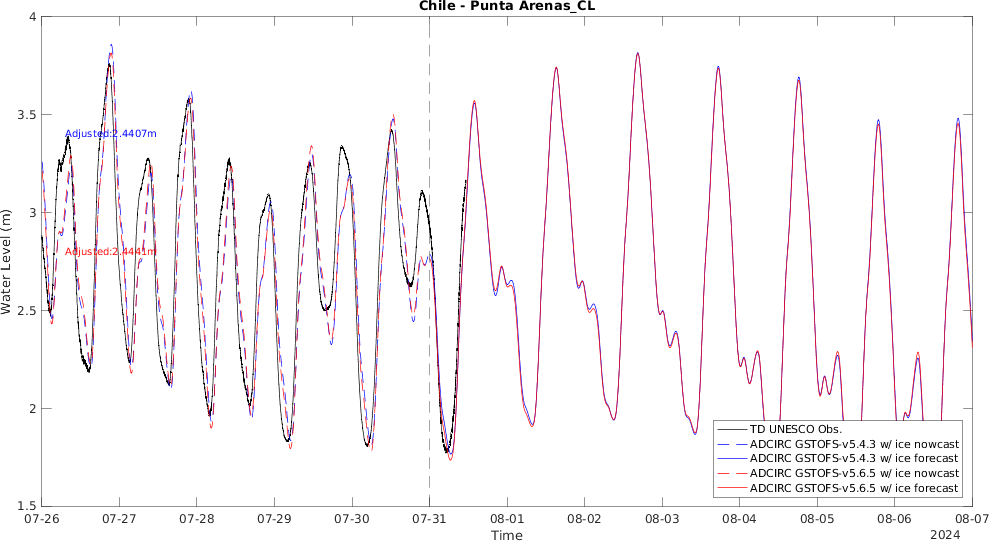 Chile - Punta Arenas_CL
4
3.5
3
2.5
2
1.5
Water Level (m)
Adjusted:2.4407m
Adjusted:2.4441m
TD UNESCO Obs.
ADCIRC GSTOFS-v5.4.3 w/ ice nowcast
ADCIRC GSTOFS-v5.4.3 w/ ice forecast
ADCIRC GSTOFS-v5.6.5 w/ ice nowcast
ADCIRC GSTOFS-v5.6.5 w/ ice forecast
07-26 07-27 07-28 07-29 07-30 07-31 08-01 08-02 08-03 08-04 08-05 08-06 08-07
Time
2024